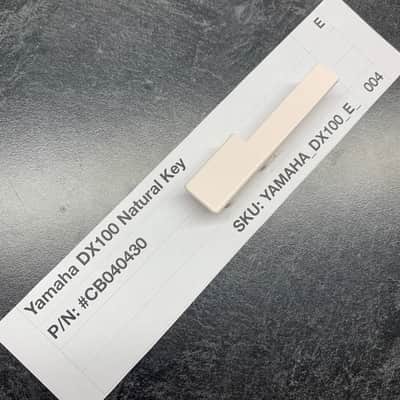 Yamaha DX100 Natural Key
P/N: #CB040430
E
SKU: YAMAHA_DX100_E_ 004